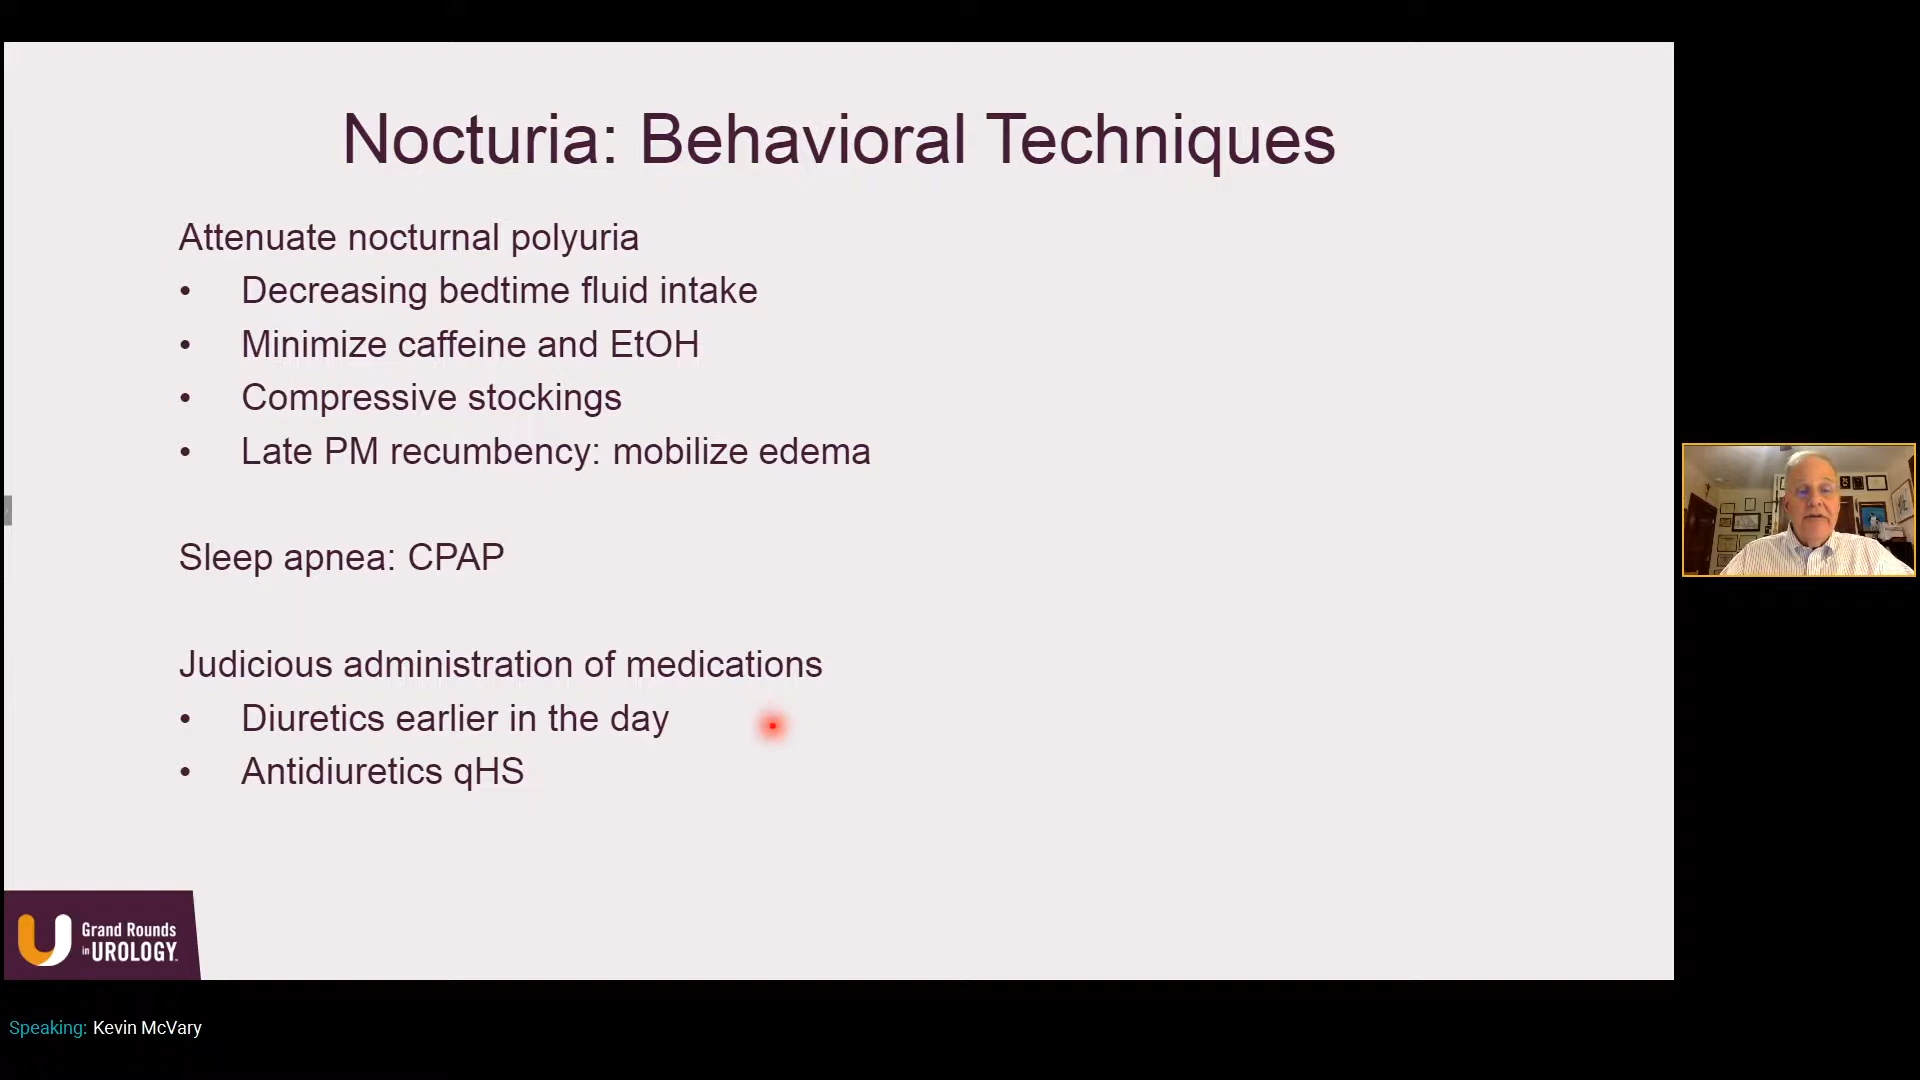 Nocturia: Behavioral Techniques
Attenuate nocturnal polyuria
• Decreasing bedtime fluid intake
• Minimize caffeine and EtOH
• Compressive stockings
• Late PM recumbency: mobilize edema
Sleep apnea: CPAP
Judicious administration of medications
• Diuretics earlier in the day
• Antidiuretics qHS
Grand Rounds
in UROLOGY
Speaking: Kevin McVary